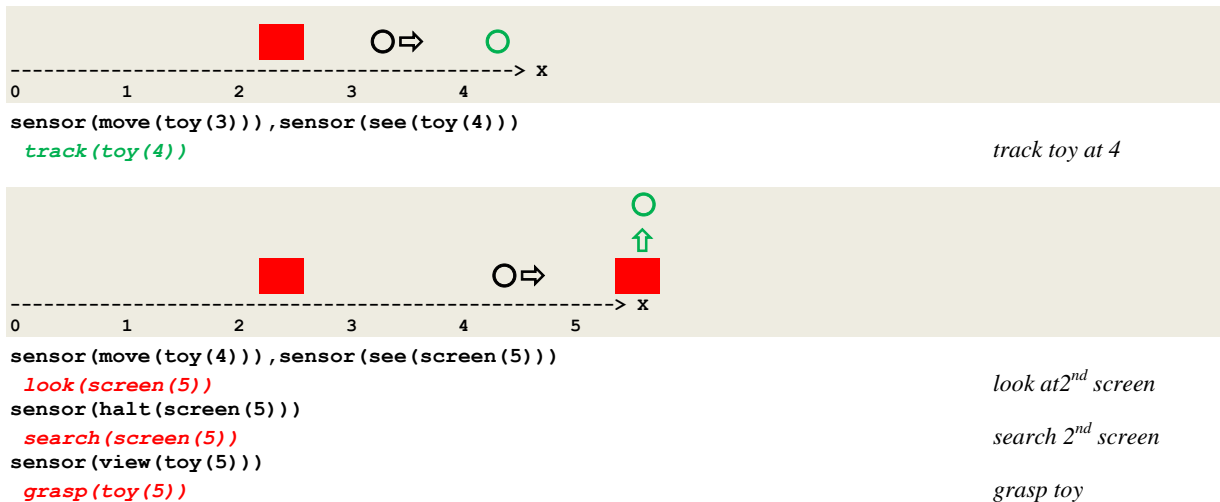 --------------------------------------------> x
0 1 2 3 4
sensor(move(toy(3))),sensor(see(toy(4)))
track(toy(4)) track toy at 4
-----------------------------------------------------> x
0 1 2 3 4 5
sensor(move(toy(4))),sensor(see(screen(5)))
look(screen(5)) look at2nd screen
sensor(halt(screen(5)))
search(screen(5)) search 2nd screen
sensor(view(toy(5)))
grasp(toy(5)) grasp toy